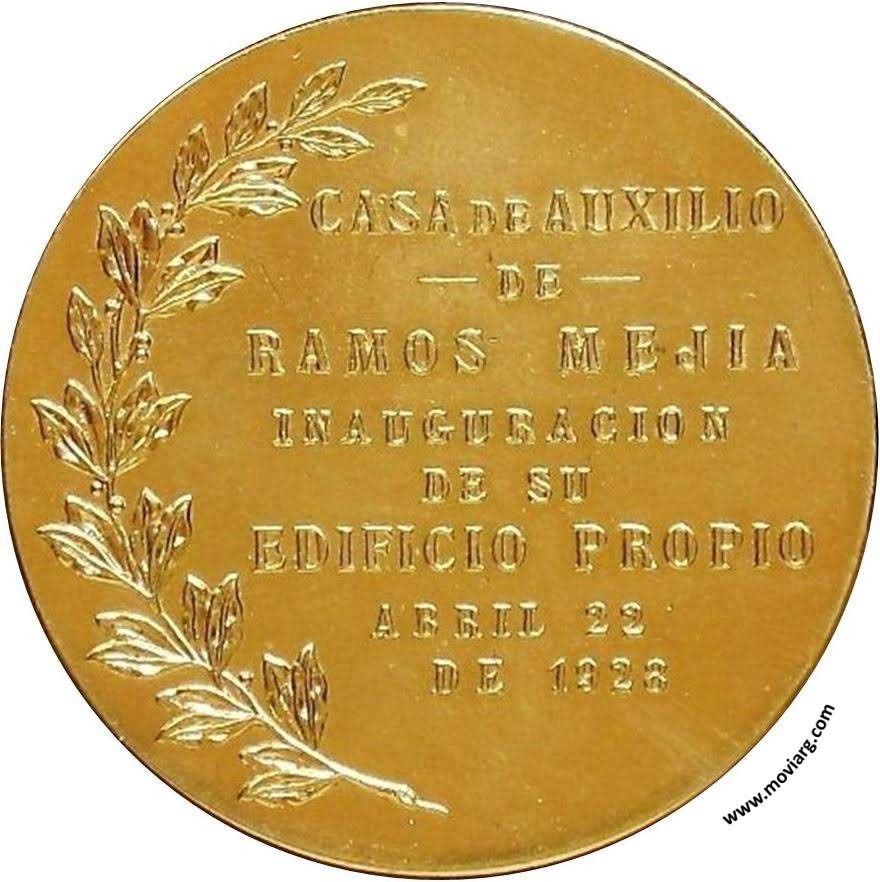 CASA DE AUXILIO
— DE —
RAMOS MEJIA
INAUGURACION
DE SU
EDIFICIO PROPIO
ABRIL 22
DE 1928
www.moviarg.com